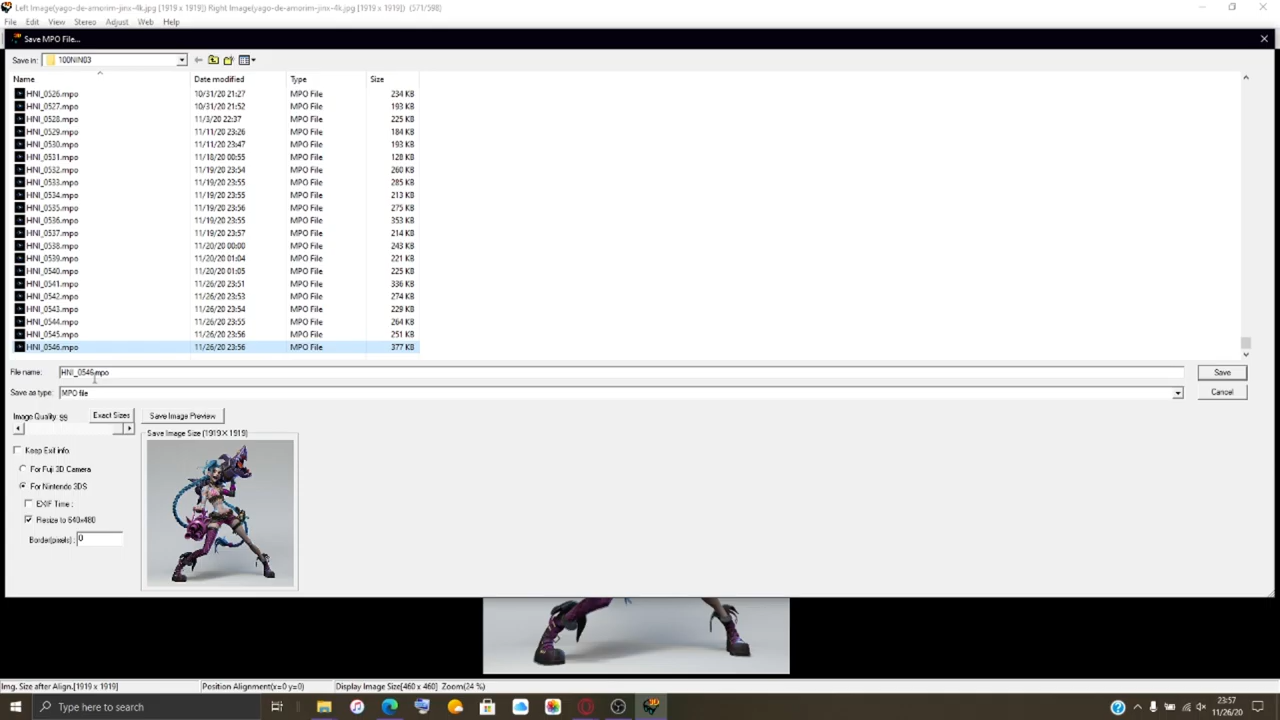 Left Image(yago-de-amorim-jinx-4k.jpg [1919 x 1919]) Right Image(yago-de-amorim-jinx-4k.jpg [1919 x 1919]) (571/598)
File Edit View Stereo Adjust Web Help
Save MPO File...
Save in: 100NIN03
Name Date modified Type Size
HNI_0526.mpo 10/31/20 21:27 MPO File 234 KB
HNI_0527.mpo 10/31/20 21:52 MPO File 193 KB
HNI_0528.mpo 11/3/20 22:37 MPO File 225 KB
HNI_0529.mpo 11/11/20 23:26 MPO File 184 KB
HNI_0530.mpo 11/11/20 23:47 MPO File 193 KB
HNI_0531.mpo 11/18/20 00:55 MPO File 128 KB
HNI_0532.mpo 11/19/20 23:54 MPO File 260 KB
HNI_0533.mpo 11/19/20 23:55 MPO File 285 KB
HNI_0534.mpo 11/19/20 23:55 MPO File 213 KB
HNI_0535.mpo 11/19/20 23:56 MPO File 275 KB
HNI_0536.mpo 11/19/20 23:55 MPO File 353 KB
HNI_0537.mpo 11/19/20 23:57 MPO File 214 KB
HNI_0538.mpo 11/20/20 00:00 MPO File 243 KB
HNI_0539.mpo 11/20/20 01:04 MPO File 221 KB
HNI_0540.mpo 11/20/20 01:05 MPO File 225 KB
HNI_0541.mpo 11/26/20 23:51 MPO File 336 KB
HNI_0542.mpo 11/26/20 23:53 MPO File 274 KB
HNI_0543.mpo 11/26/20 23:54 MPO File 229 KB
HNI_0544.mpo 11/26/20 23:55 MPO File 264 KB
HNI_0545.mpo 11/26/20 23:56 MPO File 251 KB
HNI_0546.mpo 11/26/20 23:56 MPO File 377 KB
File name: HNI_0546.mpo Save
Save as type: MPO file Cancel
Image Quality: 99 Exact Sizes Save Image Preview
Save Image Size (1919X1919)
Keep Exif info.
For Fuji 3D Camera
For Nintendo 3DS
EXIF Time :
Resize to 640x480
Border(pixels) : 0
Img. Size after Align.[1919 x 1919] Position Alignment(x=0 y=0) Display Image Size[460 x 460] Zoom(24 %)
Type here to search
23:57
11/26/20